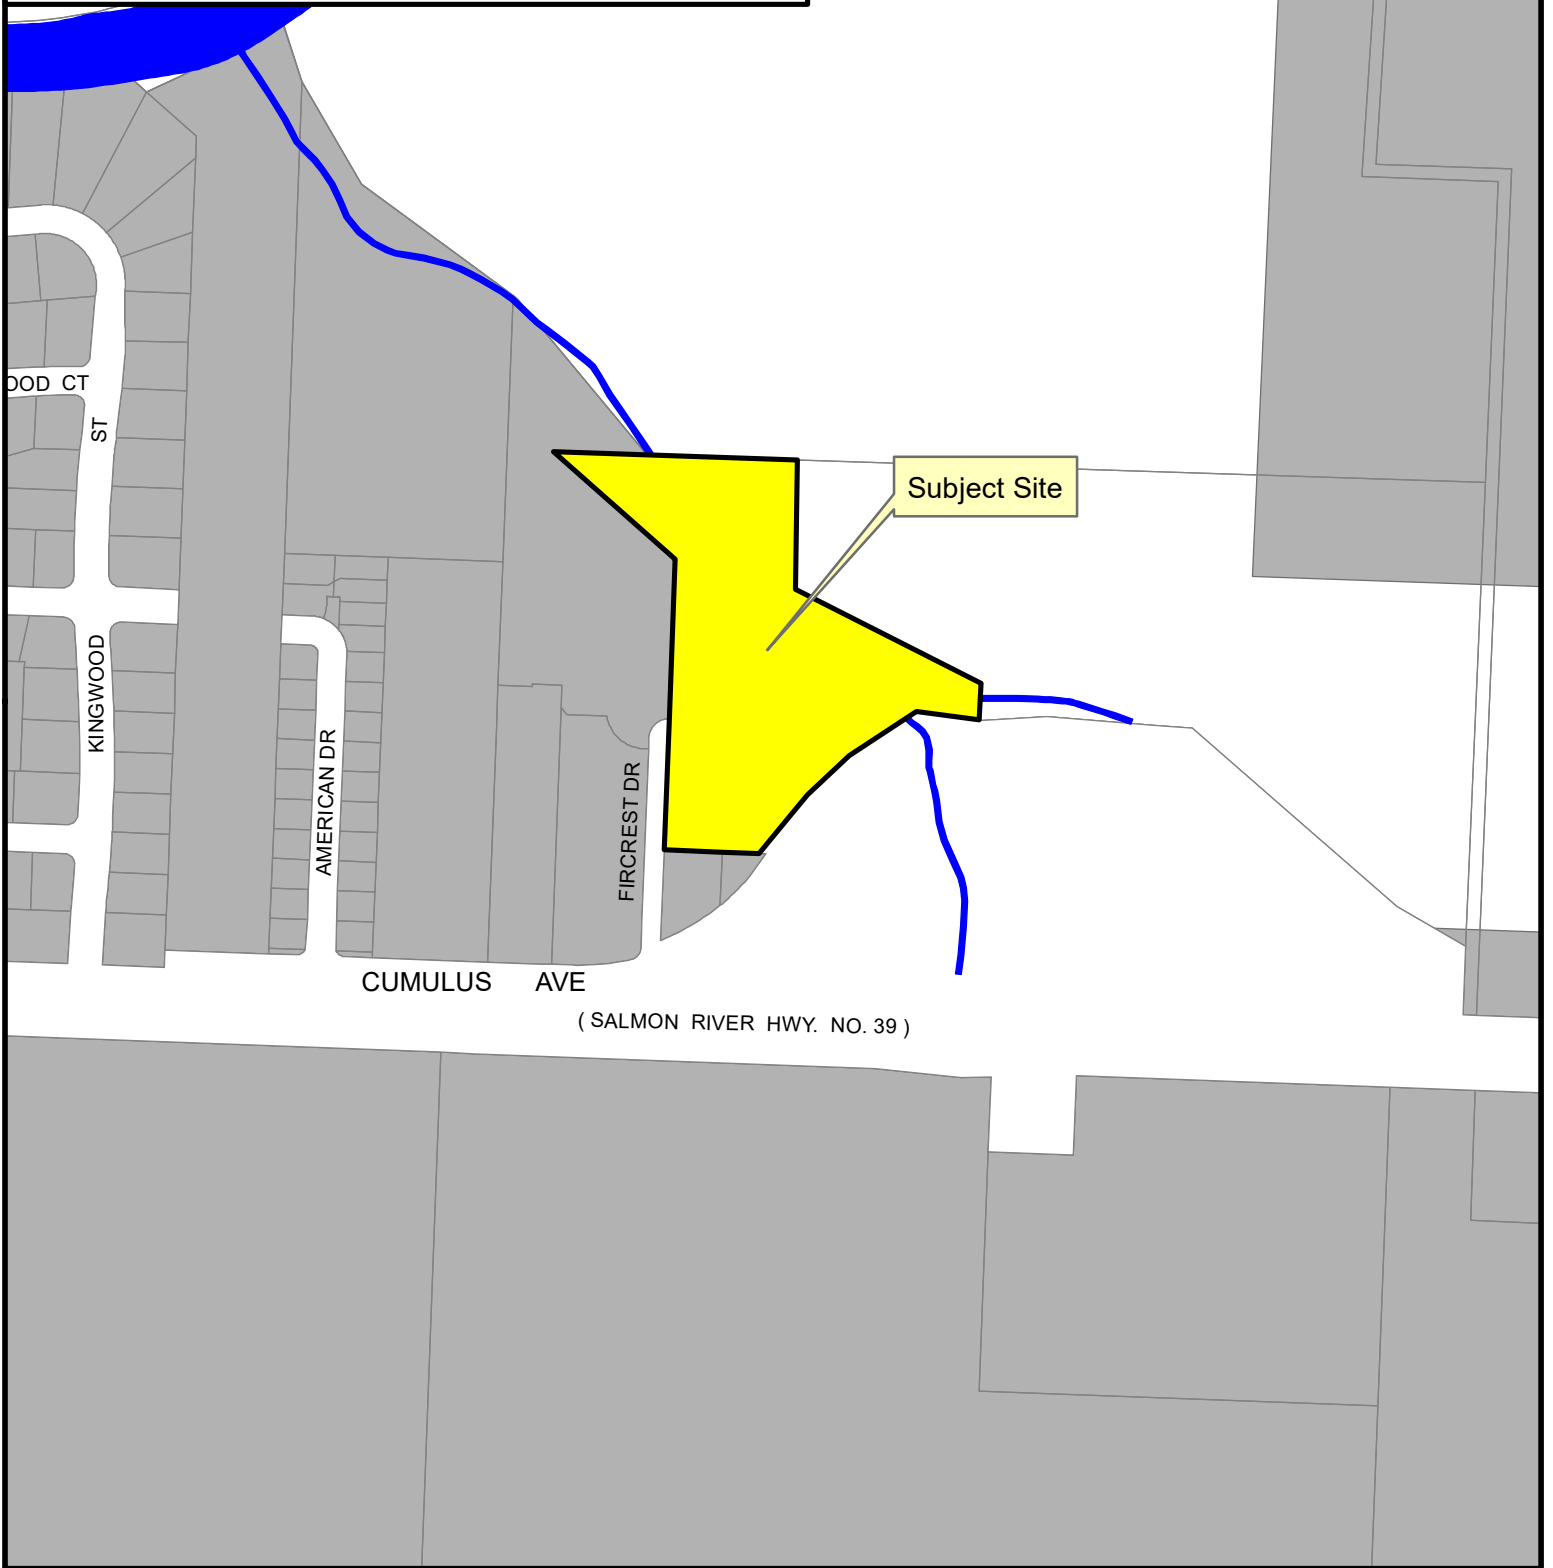 OOD CT
ST
Subject Site
KINGWOOD
AMERICAN DR
FIRCREST DR
CUMULUS AVE
( SALMON RIVER HWY. NO. 39 )